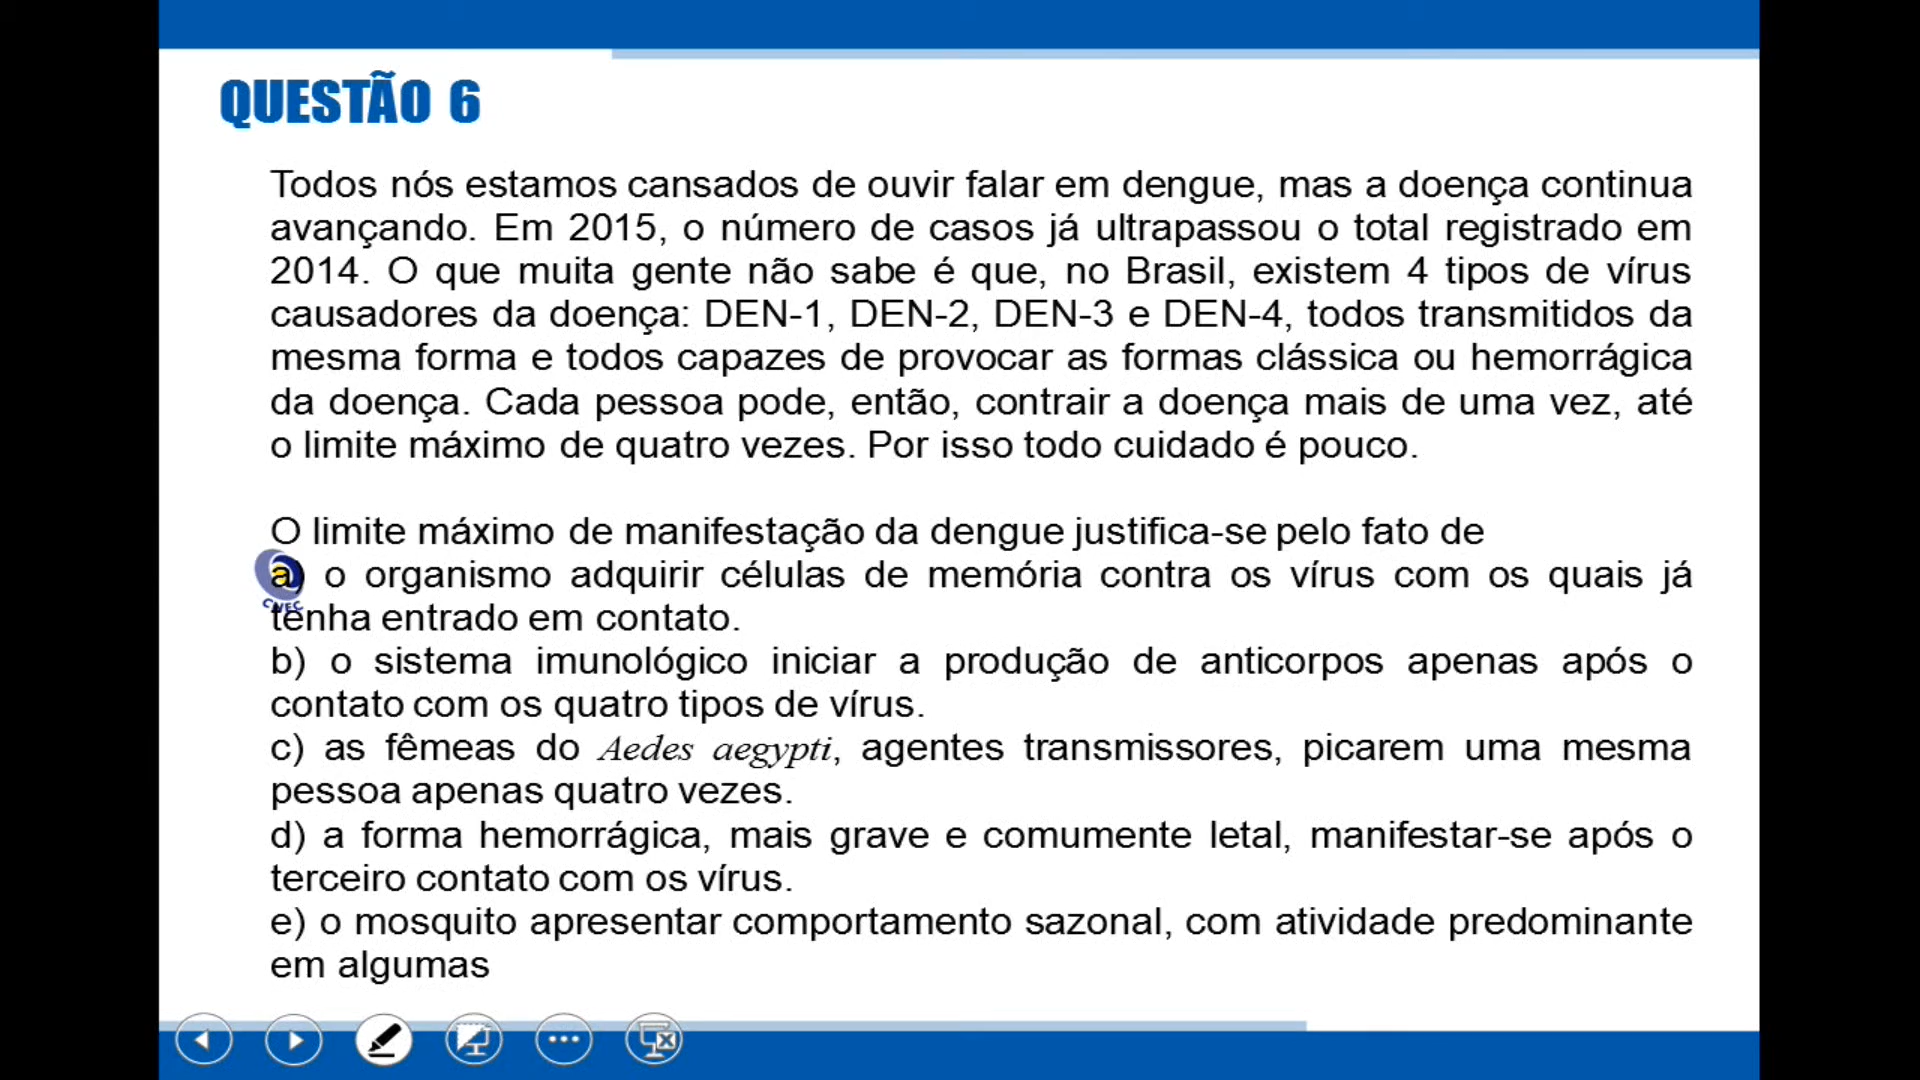 QUESTÃO 6
Todos nós estamos cansados de ouvir falar em dengue, mas a doença continua
avançando. Em 2015, o número de casos já ultrapassou o total registrado em
2014. O que muita gente não sabe é que, no Brasil, existem 4 tipos de vírus
causadores da doença: DEN-1, DEN-2, DEN-3 e DEN-4, todos transmitidos da
mesma forma e todos capazes de provocar as formas clássica ou hemorrágica
da doença. Cada pessoa pode, então, contrair a doença mais de uma vez, até
o limite máximo de quatro vezes. Por isso todo cuidado é pouco.
O limite máximo de manifestação da dengue justifica-se pelo fato de
a) o organismo adquirir células de memória contra os vírus com os quais já
CNEC
tenha entrado em contato.
b) o sistema imunológico iniciar a produção de anticorpos apenas após o
contato com os quatro tipos de vírus.
c) as fêmeas do Aedes aegypti, agentes transmissores, picarem uma mesma
pessoa apenas quatro vezes.
d) a forma hemorrágica, mais grave e comumente letal, manifestar-se após o
terceiro contato com os vírus.
e) o mosquito apresentar comportamento sazonal, com atividade predominante
em algumas